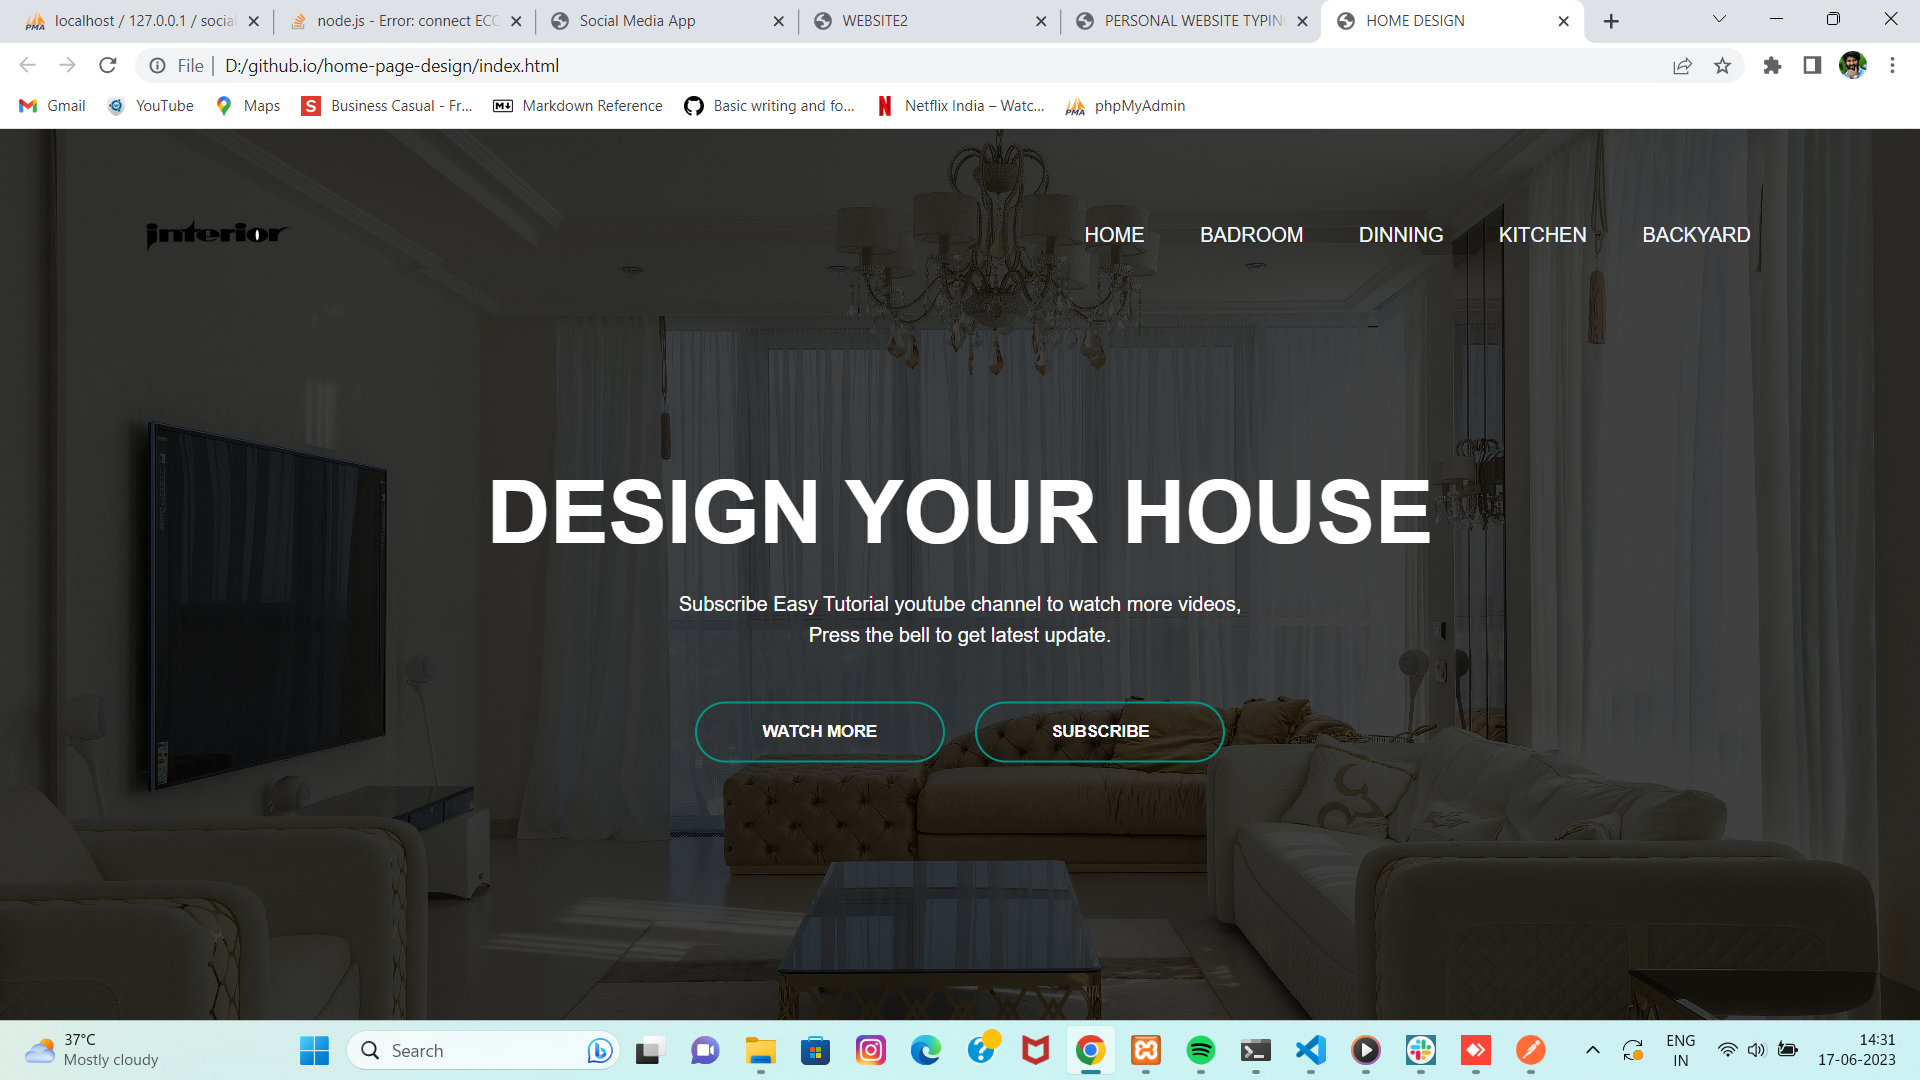 localhost / 127.0.0.1 / social
node.js - Error: connect ECC
Social Media App
WEBSITE2
PERSONAL WEBSITE TYPIN
HOME DESIGN
File
D:/github.io/home-page-design/index.html
Gmail
YouTube
Maps
Business Casual - Fr...
Markdown Reference
Basic writing and fo...
Netflix India – Watc...
phpMyAdmin
interior
HOME
BADROOM
DINNING
KITCHEN
BACKYARD
DESIGN YOUR HOUSE
Subscribe Easy Tutorial youtube channel to watch more videos,
Press the bell to get latest update.
WATCH MORE
SUBSCRIBE
37°C
Mostly cloudy
Search
ENG
IN
14:31
17-06-2023